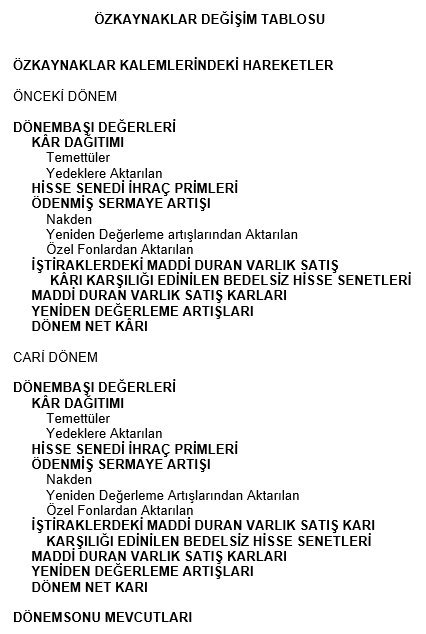 ÖZKAYNAKLAR DEĞİŞİM TABLOSU
ÖZKAYNAKLAR KALEMLERİNDEKİ HAREKETLER
ÖNCEKİ DÖNEM
DÖNEMBAŞI DEĞERLERİ
KÂR DAĞITIMI
Temettüler
Yedeklere Aktarılan
HİSSE SENEDİ İHRAÇ PRİMLERİ
ÖDENMİŞ SERMAYE ARTIŞI
Nakden
Yeniden Değerleme artışlarından Aktarılan
Özel Fonlardan Aktarılan
İŞTİRAKLERDEKİ MADDİ DURAN VARLIK SATIŞ
KÂRI KARŞILIĞI EDİNİLEN BEDELSİZ HİSSE SENETLERİ
MADDİ DURAN VARLIK SATIŞ KARLARI
YENİDEN DEĞERLEME ARTIŞLARI
DÖNEM NET KÂRI
CARİ DÖNEM
DÖNEMBAŞI DEĞERLERİ
KÂR DAĞITIMI
Temettüler
Yedeklere Aktarılan
HİSSE SENEDİ İHRAÇ PRİMLERİ
ÖDENMİŞ SERMAYE ARTIŞI
Nakden
Yeniden Değerleme Artışlarından Aktarılan
Özel Fonlardan Aktarılan
İŞTİRAKLERDEKİ MADDİ DURAN VARLIK SATIŞ KARI
KARŞILIĞI EDİNİLEN BEDELSİZ HİSSE SENETLERİ
MADDİ DURAN VARLIK SATIŞ KARLARI
YENİDEN DEĞERLEME ARTIŞLARI
DÖNEM NET KARI
DÖNEMSONU MEVCUTLARI